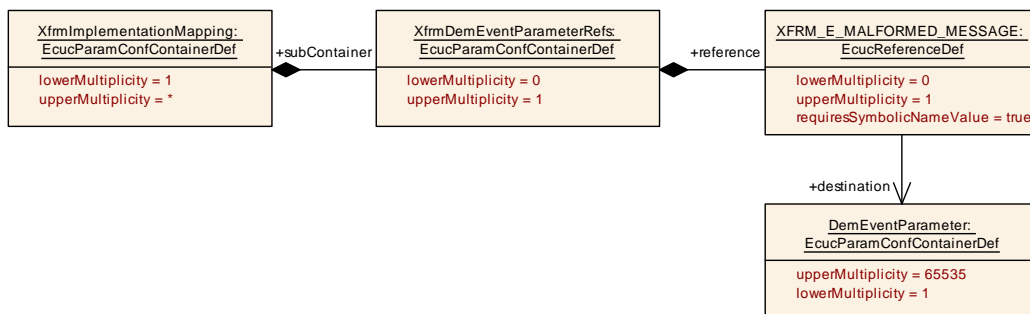 XfrmImplementationMapping:
EcucParamConfContainerDef
lowerMultiplicity = 1
upperMultiplicity = *
+subContainer
XfrmDemEventParameterRefs:
EcucParamConfContainerDef
lowerMultiplicity = 0
upperMultiplicity = 1
+reference
XFRM_E_MALFORMED_MESSAGE:
EcucReferenceDef
lowerMultiplicity = 0
upperMultiplicity = 1
requiresSymbolicNameValue = true
+destination
DemEventParameter:
EcucParamConfContainerDef
upperMultiplicity = 65535
lowerMultiplicity = 1